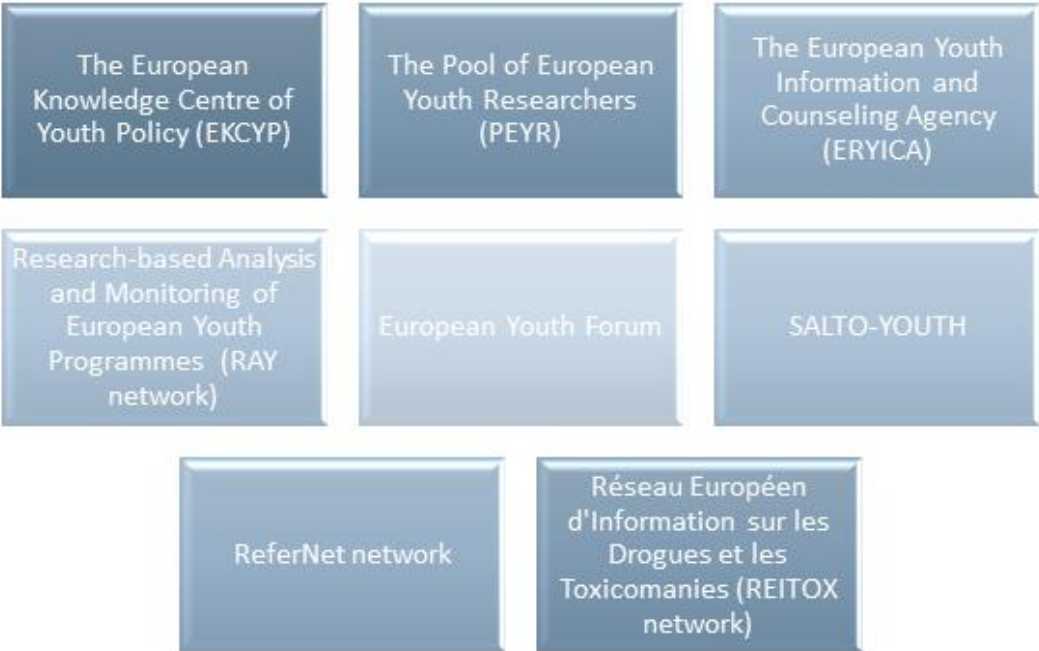 The European
Knowledge Centre of
Youth Policy (EKCYP)
The Pool of European
Youth Researchers
(PEYR)
The European Youth
Information and
Counseling Agency
(ERYICA)
Research-based Analysis
and Monitoring of
European Youth
Programmes (RAY
network)
European Youth Forum
SALTO-YOUTH
ReferNet network
Réseau Européen
d'Information sur les
Drogues et les
Toxicomanies (REITOX
network)